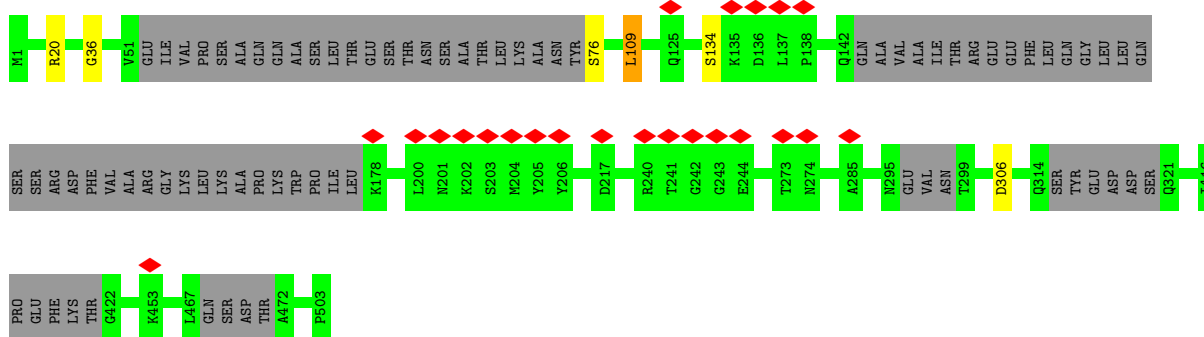 M1 R20 G36 V51 GLU ILE VAL PRO SER ALA GLN GLN ALA SER LEU THR GLU SER THR ASN SER ALA THR LEU LYS ALA ASN TYR S76 L109 Q125 S134 K135 D136 L137 P138 Q142 GLN ALA VAL ALA ILE THR ARG GLU GLU PHE LEU GLN GLY LEU LEU GLN
SER SER ARG ASP PHE VAL ALA ARG GLY LYS LEU LYS ALA PRO LYS TRP PRO ILE LEU K178 L200 N201 K202 S203 M204 Y205 Y206 D217 R240 T241 G242 G243 E244 T273 N274 A285 N295 GLU VAL ASN T299 D306 Q314 SER TYR GLU ASP ASP SER Q321
PRO GLU PHE LYS THR G422 K453 L467 GLN SER ASP THR A472 P503